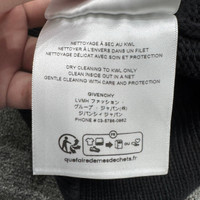 NETTOYAGE À SEC AU KWL
NETTOYER À L'ENVERS DANS UN FILET
NETTOYAGE DÉLICAT AVEC SOIN ET PROTECTION
DRY CLEANING TO KWL ONLY
CLEAN INSIDE OUT IN A NET
GENTLE CLEANING WITH CARE AND PROTECTION
GIVENCHY
LVMH ファッション
グループ ジャパン(株)
ジバンシィ ジャパン
FR
quefairedemesdechets.fr